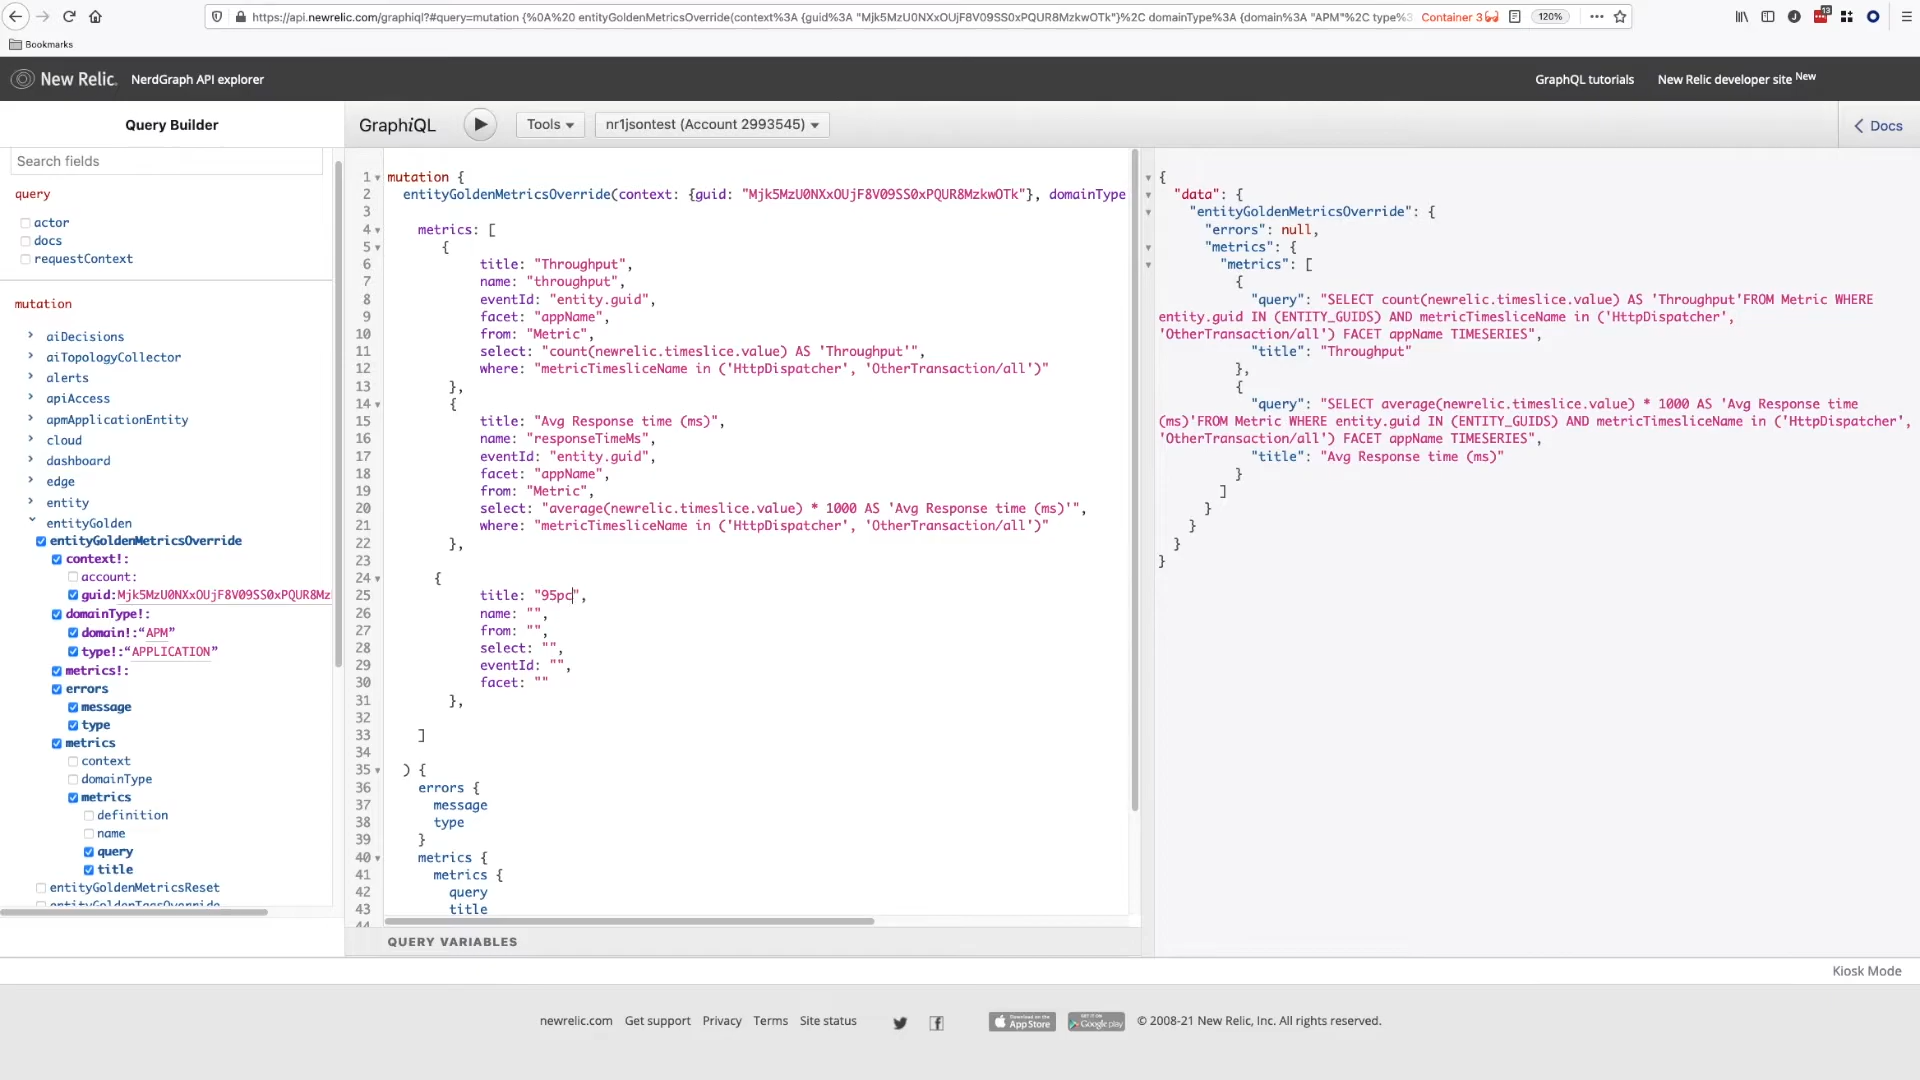 https://api.newrelic.com/graphiql?#query=mutation {%0A%20 entityGoldenMetricsOverride(context%3A {guid%3A "Mjk5MzU0NXxOUjF8V09SS0xPQUR8MzkwOTk"}%2C domainType%3A {domain%3A "APM"%2C type%3
Container 3
120%
13
Bookmarks
New Relic.
NerdGraph API explorer
GraphQL tutorials
New Relic developer site New
Query Builder
GraphiQL
Tools
nr1jsontest (Account 2993545)
Docs
Search fields
query
actor
docs
requestContext
mutation
aiDecisions
aiTopologyCollector
alerts
apiAccess
apmApplicationEntity
cloud
dashboard
edge
entity
entityGolden
entityGoldenMetricsOverride
context!:
account:
guid:Mjk5MzU0NXxOUjF8V09SS0xPQUR8Mz
domainType!:
domain!:“APM”
type!:“APPLICATION”
metrics!:
errors
message
type
metrics
context
domainType
metrics
definition
name
query
title
entityGoldenMetricsReset
entityGoldenTagsOverride
1 mutation {
2 entityGoldenMetricsOverride(context: {guid: "Mjk5MzU0NXxOUjF8V09SS0xPQUR8MzkwOTk"}, domainType
3
4 metrics: [
5 {
6 title: "Throughput",
7 name: "throughput",
8 eventId: "entity.guid",
9 facet: "appName",
10 from: "Metric",
11 select: "count(newrelic.timeslice.value) AS 'Throughput'",
12 where: "metricTimesliceName in ('HttpDispatcher', 'OtherTransaction/all')"
13 },
14 {
15 title: "Avg Response time (ms)",
16 name: "responseTimeMs",
17 eventId: "entity.guid",
18 facet: "appName",
19 from: "Metric",
20 select: "average(newrelic.timeslice.value) * 1000 AS 'Avg Response time (ms)'",
21 where: "metricTimesliceName in ('HttpDispatcher', 'OtherTransaction/all')"
22 },
23
24 {
25 title: "95pc",
26 name: "",
27 from: "",
28 select: "",
29 eventId: "",
30 facet: ""
31 },
32
33 ]
34
35 ) {
36 errors {
37 message
38 type
39 }
40 metrics {
41 metrics {
42 query
43 title
44
QUERY VARIABLES
{
"data": {
"entityGoldenMetricsOverride": {
"errors": null,
"metrics": {
"metrics": [
{
"query": "SELECT count(newrelic.timeslice.value) AS 'Throughput'FROM Metric WHERE
entity.guid IN (ENTITY_GUIDS) AND metricTimesliceName in ('HttpDispatcher',
'OtherTransaction/all') FACET appName TIMESERIES",
"title": "Throughput"
},
{
"query": "SELECT average(newrelic.timeslice.value) * 1000 AS 'Avg Response time
(ms)'FROM Metric WHERE entity.guid IN (ENTITY_GUIDS) AND metricTimesliceName in ('HttpDispatcher',
'OtherTransaction/all') FACET appName TIMESERIES",
"title": "Avg Response time (ms)"
}
]
}
}
}
}
Kiosk Mode
newrelic.com
Get support
Privacy
Terms
Site status
Download on the
App Store
GET IT ON
Google play
© 2008-21 New Relic, Inc. All rights reserved.